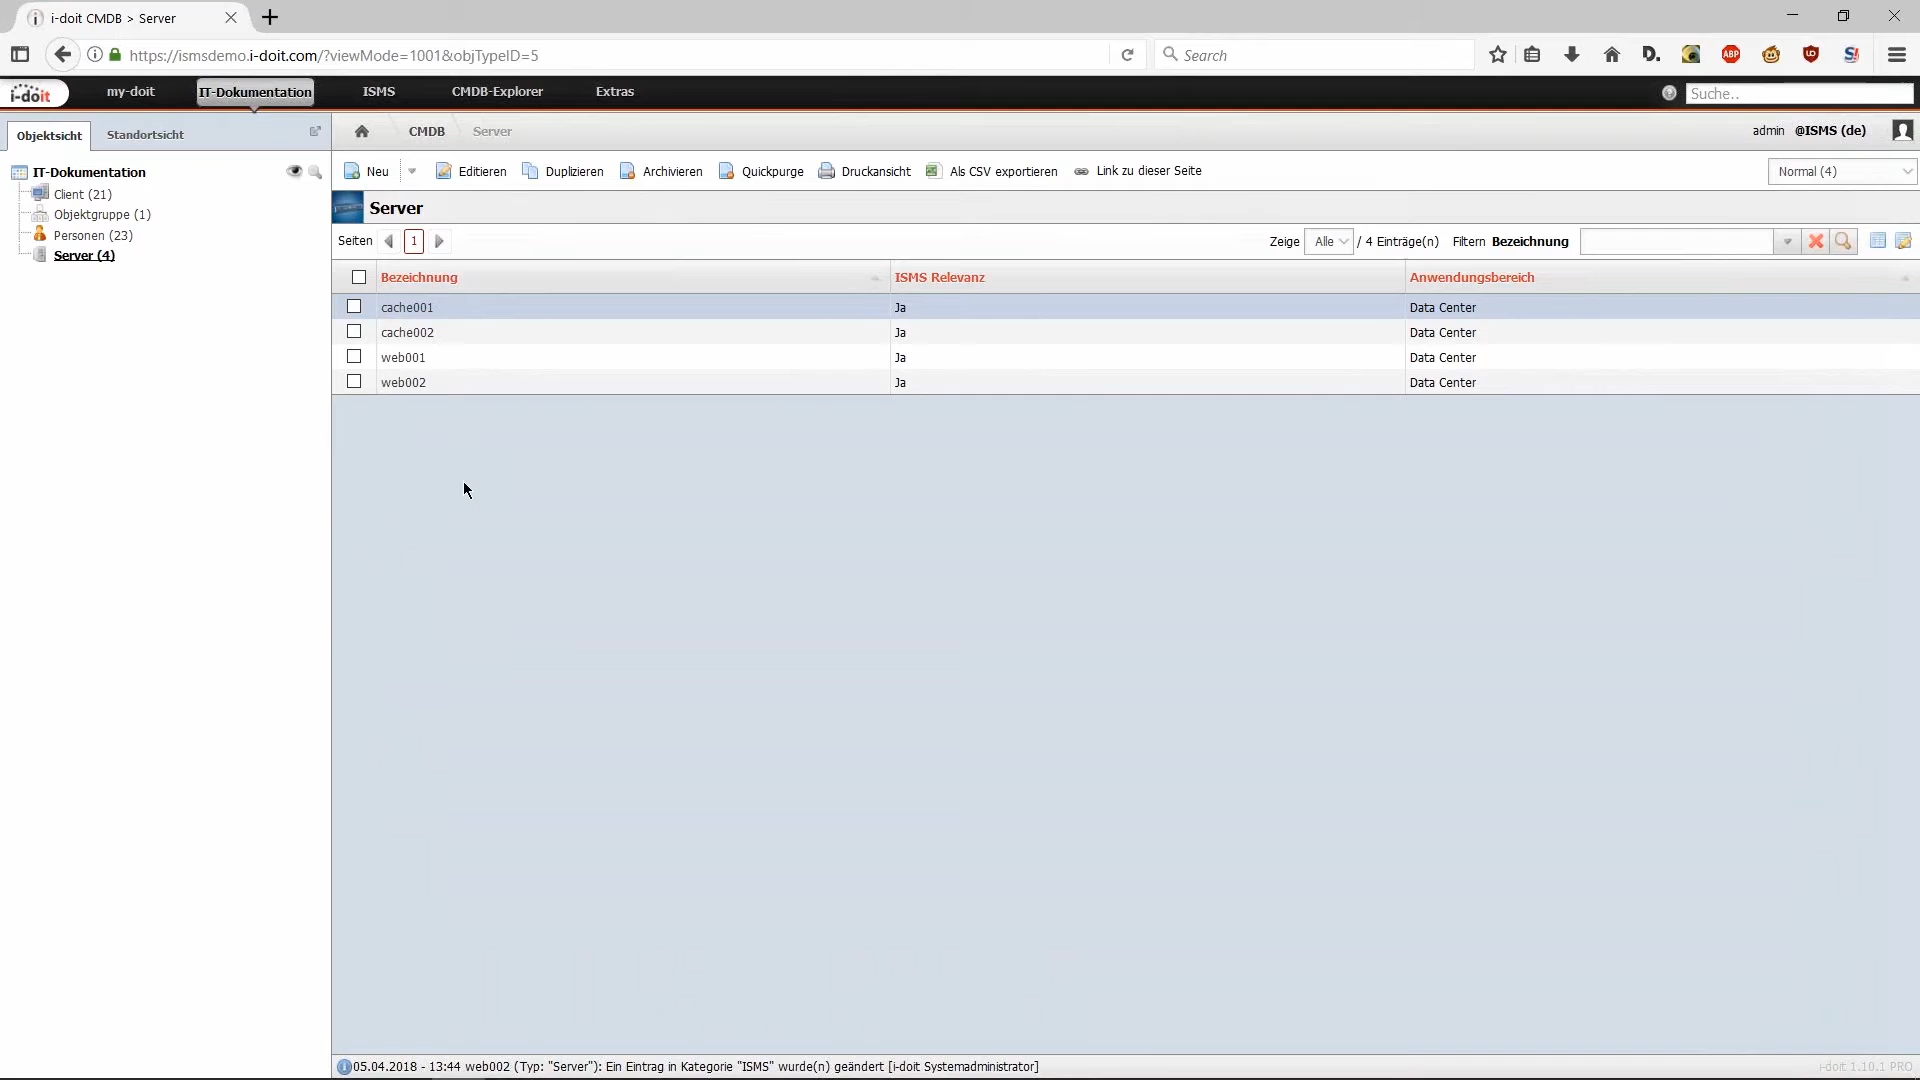 i-doit CMDB > Server
https://ismsdemo.i-doit.com/?viewMode=1001&objTypeID=5
Search
D.
ABP
S!
i-doit
my-doit
IT-Dokumentation
ISMS
CMDB-Explorer
Extras
Suche..
Objektsicht
Standortsicht
CMDB
Server
admin @ISMS (de)
IT-Dokumentation
Client (21)
Objektgruppe (1)
Personen (23)
Server (4)
Neu
Editieren
Duplizieren
Archivieren
Quickpurge
Druckansicht
Als CSV exportieren
Link zu dieser Seite
Normal (4)
Server
Seiten
1
Zeige
Alle
/ 4 Einträge(n)
Filtern Bezeichnung
Bezeichnung
ISMS Relevanz
Anwendungsbereich
cache001
Ja
Data Center
cache002
Ja
Data Center
web001
Ja
Data Center
web002
Ja
Data Center
05.04.2018 - 13:44 web002 (Typ: "Server"): Ein Eintrag in Kategorie "ISMS" wurde(n) geändert [i-doit Systemadministrator]
i-doit 1.10.1 PRO